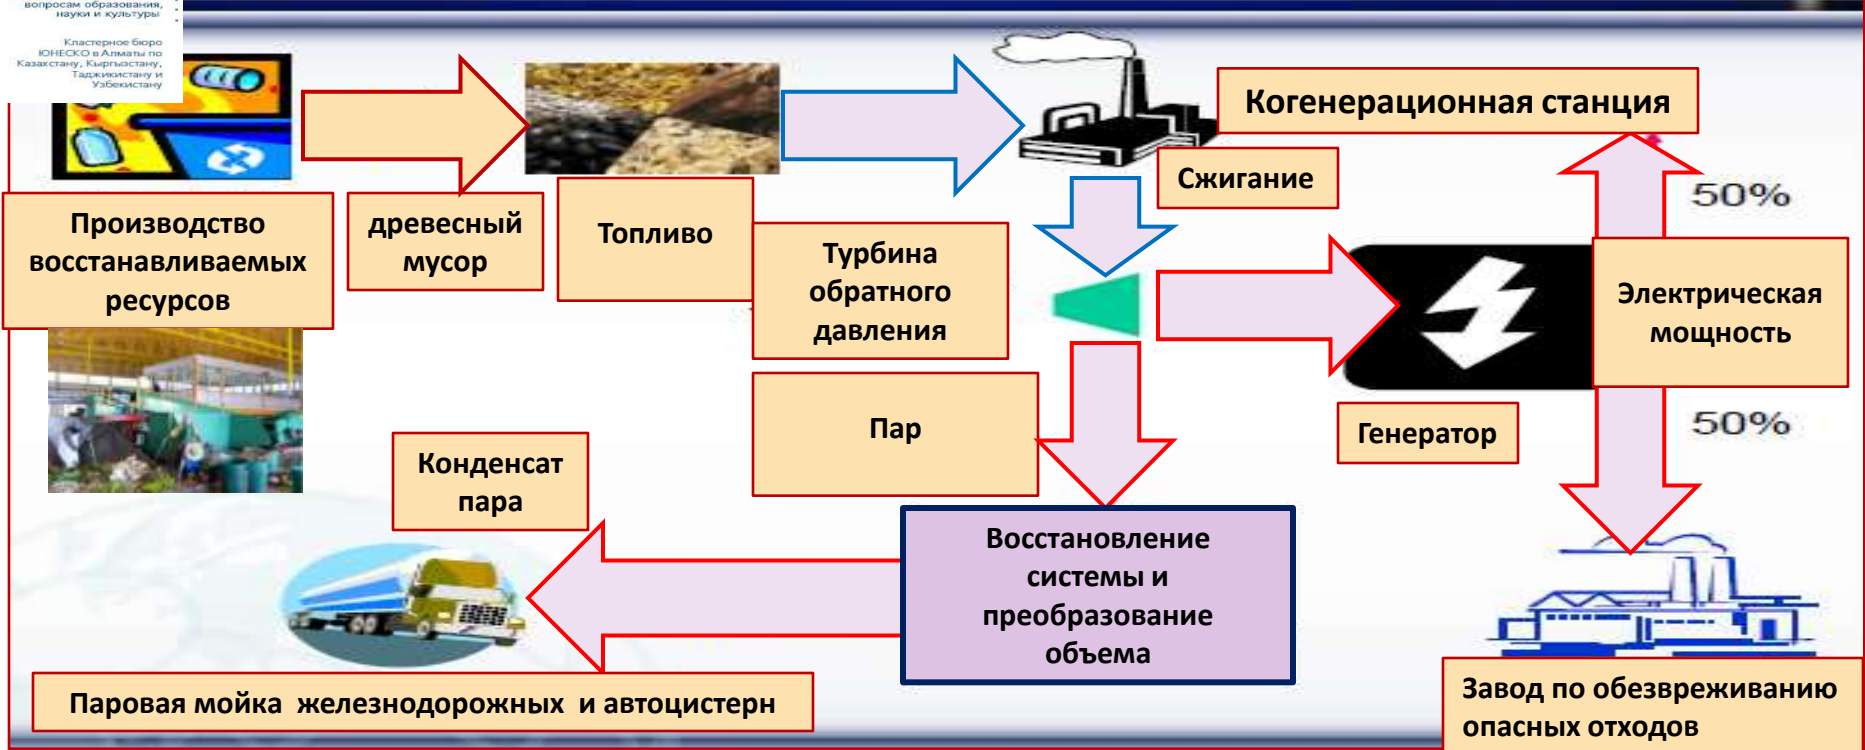 вопросам образования,
науки и культуры
Кластерное бюро
ЮНЕСКО в Алматы по
Казахстану, Кыргызстану,
Таджикистану и
Узбекистану
Когенерационная станция
Сжигание
50%
Производство
восстанавливаемых
ресурсов
древесный
мусор
Топливо
Турбина
обратного
давления
Электрическая
мощность
Пар
Генератор
50%
Конденсат
пара
Восстановление
системы и
преобразование
объема
Паровая мойка железнодорожных и автоцистерн
Завод по обезвреживанию
опасных отходов